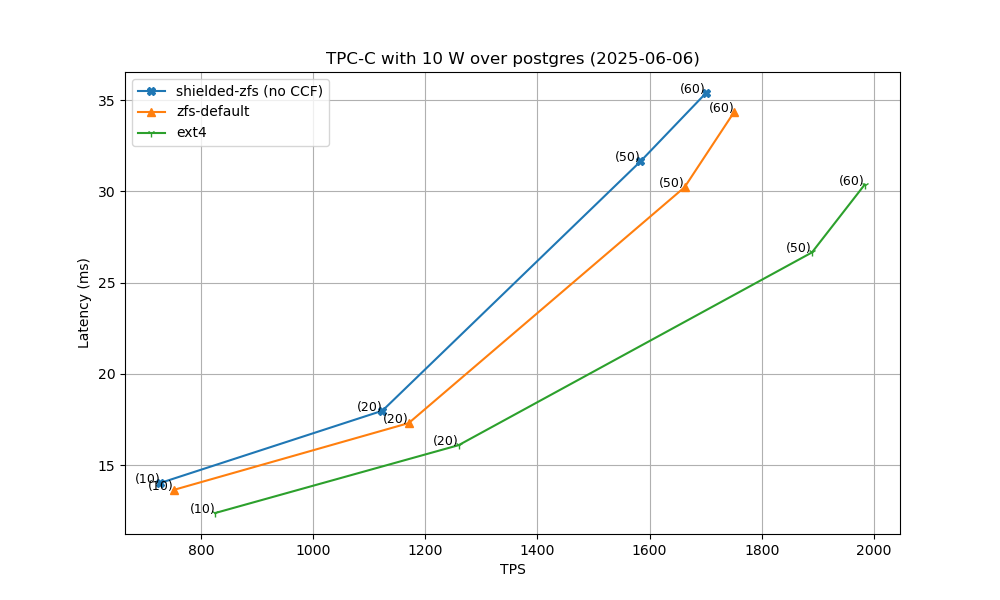 TPC-C with 10 W over postgres (2025-06-06)
shielded-zfs (no CCF)
zfs-default
ext4
Latency (ms)
35
30
25
20
15
(60)
(60)
(60)
(50)
(50)
(50)
(20)
(20)
(20)
(10)
(10)
(10)
800 1000 1200 1400 1600 1800 2000
TPS